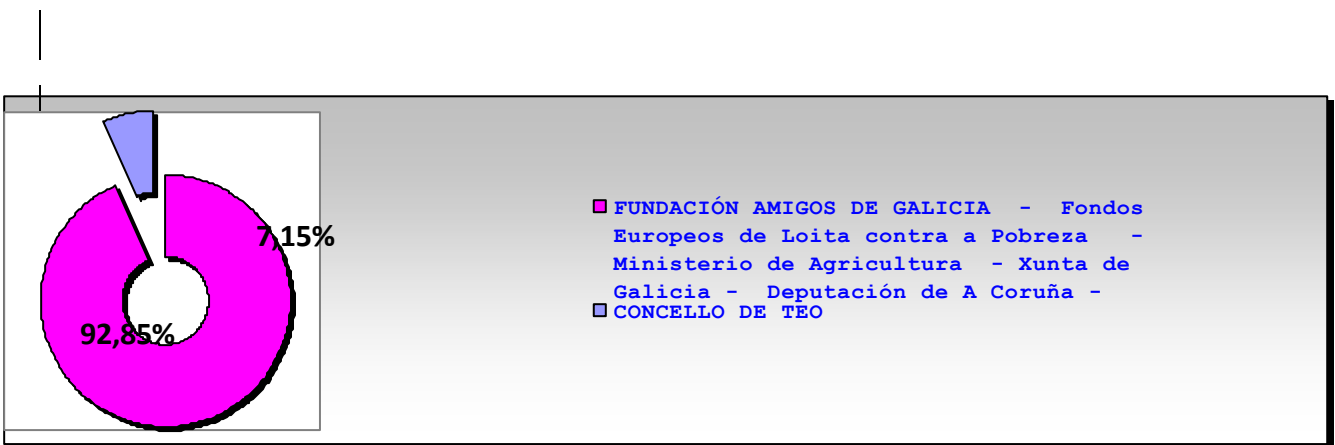 7,15%
92,85%
FUNDACIÓN AMIGOS DE GALICIA - Fondos
Europeos de Loita contra a Pobreza -
Ministerio de Agricultura - Xunta de
Galicia - Deputación de A Coruña -
CONCELLO DE TEO